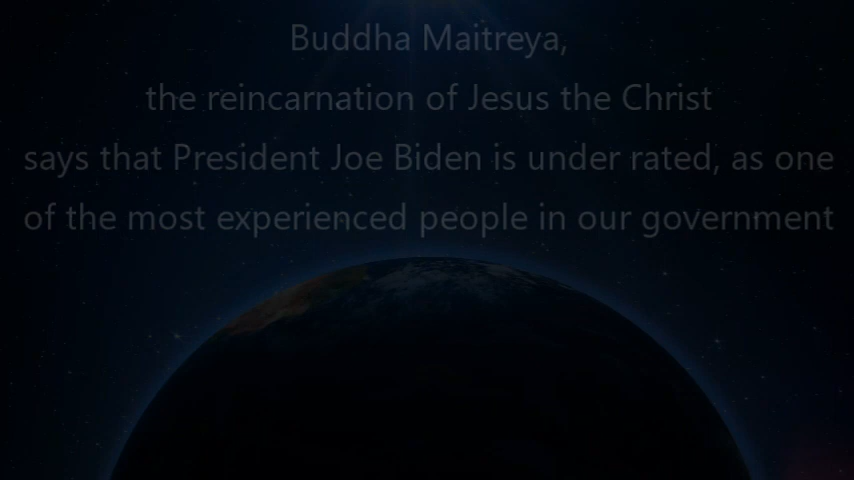 Buddha Maitreya,
the reincarnation of Jesus the Christ
says that President Joe Biden is under rated, as one
of the most experienced people in our government